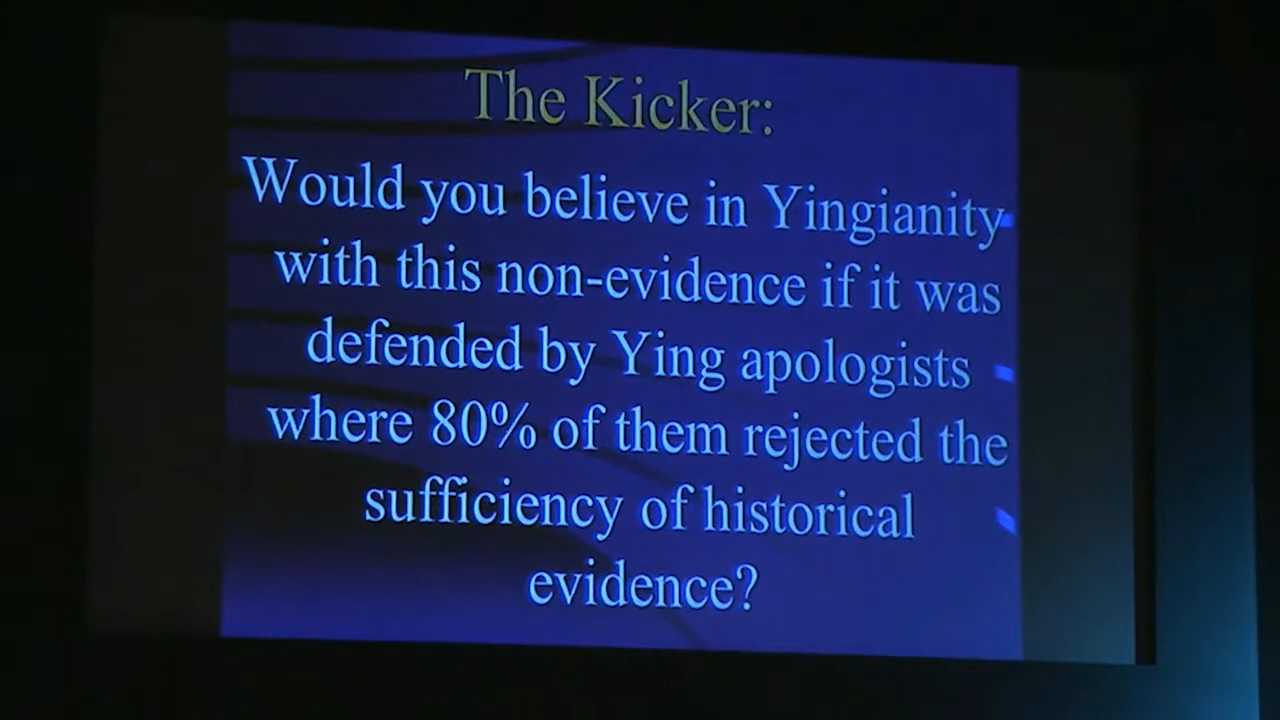 The Kicker:
Would you believe in Yingianity
with this non-evidence if it was
defended by Ying apologists
where 80% of them rejected the
sufficiency of historical
evidence?